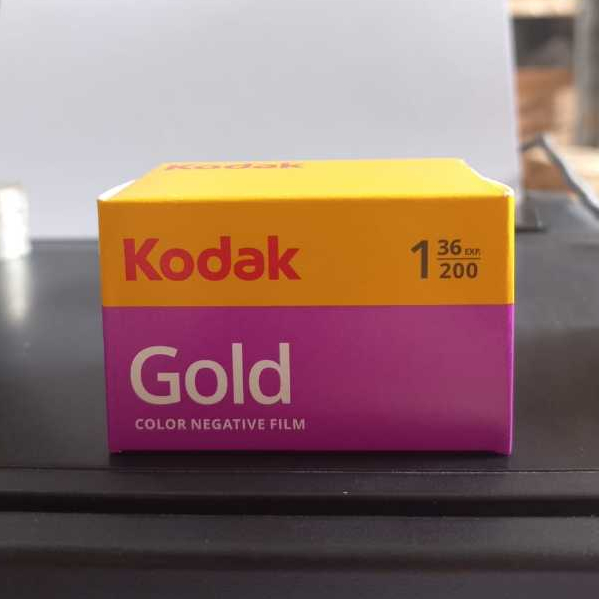 Kodak
Kodak
1 36 EXP.
200
Gold
COLOR NEGATIVE FILM